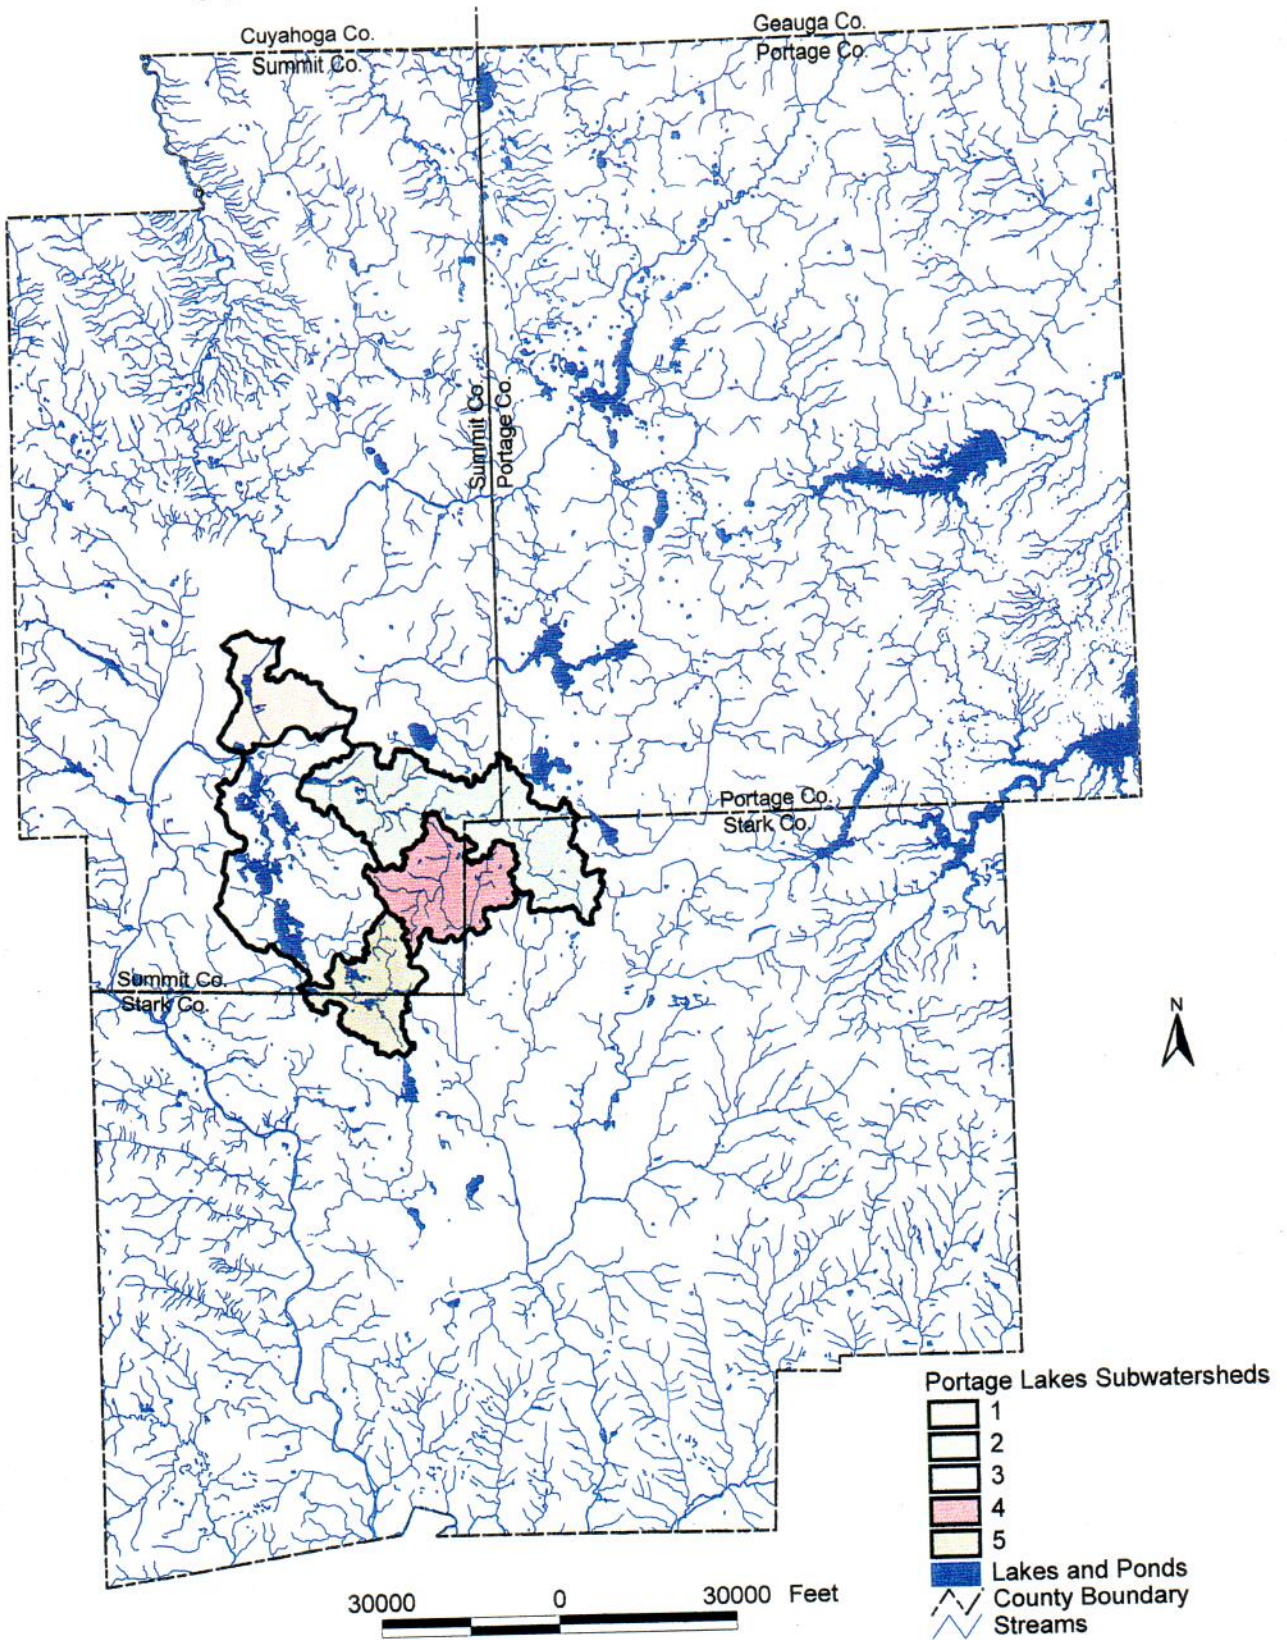 Cuyahoga Co.
Summit Co.
Geauga Co.
Portage Co.
Summit Co.
Portage Co.
Portage Co.
Stark Co.
Summit Co.
Stark Co.
N
Portage Lakes Subwatersheds
1
2
3
4
5
Lakes and Ponds
County Boundary
Streams
30000 0 30000 Feet